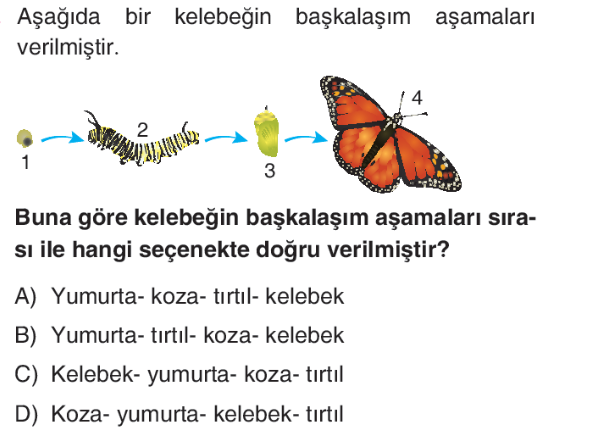 Aşağıda bir kelebeğin başkalaşım aşamaları
verilmiştir.
4
2
1
3
Buna göre kelebeğin başkalaşım aşamaları sıra-
sı ile hangi seçenekte doğru verilmiştir?
A) Yumurta- koza- tırtıl- kelebek
B) Yumurta- tırtıl- koza- kelebek
C) Kelebek- yumurta- koza- tırtıl
D) Koza- yumurta- kelebek- tırtıl